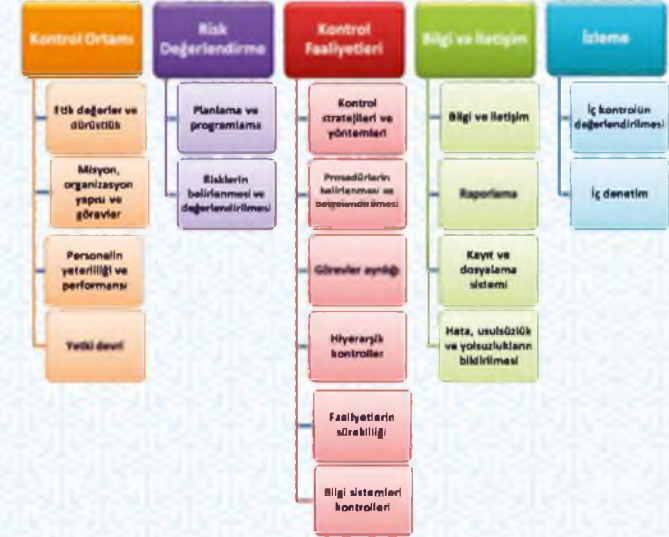 Kontrol Ortamı
Etik değerler ve
dürüstlük
Misyon,
organizasyon
yapısı ve
görevler
Personelin
yeterliliği ve
performansı
Yetki devri
Risk
Değerlendirme
Planlama ve
programlama
Risklerin
belirlenmesi ve
değerlendirilmesi
Kontrol
Faaliyetleri
Kontrol
stratejileri ve
yöntemleri
Prosedürlerin
belirlenmesi ve
belgelendirilmesi
Görevler ayrılığı
Hiyerarşik
kontroller
Faaliyetlerin
sürekliliği
Bilgi sistemleri
kontrolleri
Bilgi ve İletişim
Bilgi ve İletişim
Raporlama
Kayıt ve
dosyalama
sistemi
Hata, usulsüzlük
ve yolsuzlukların
bildirilmesi
İzleme
İç kontrolün
değerlendirilmesi
İç denetim